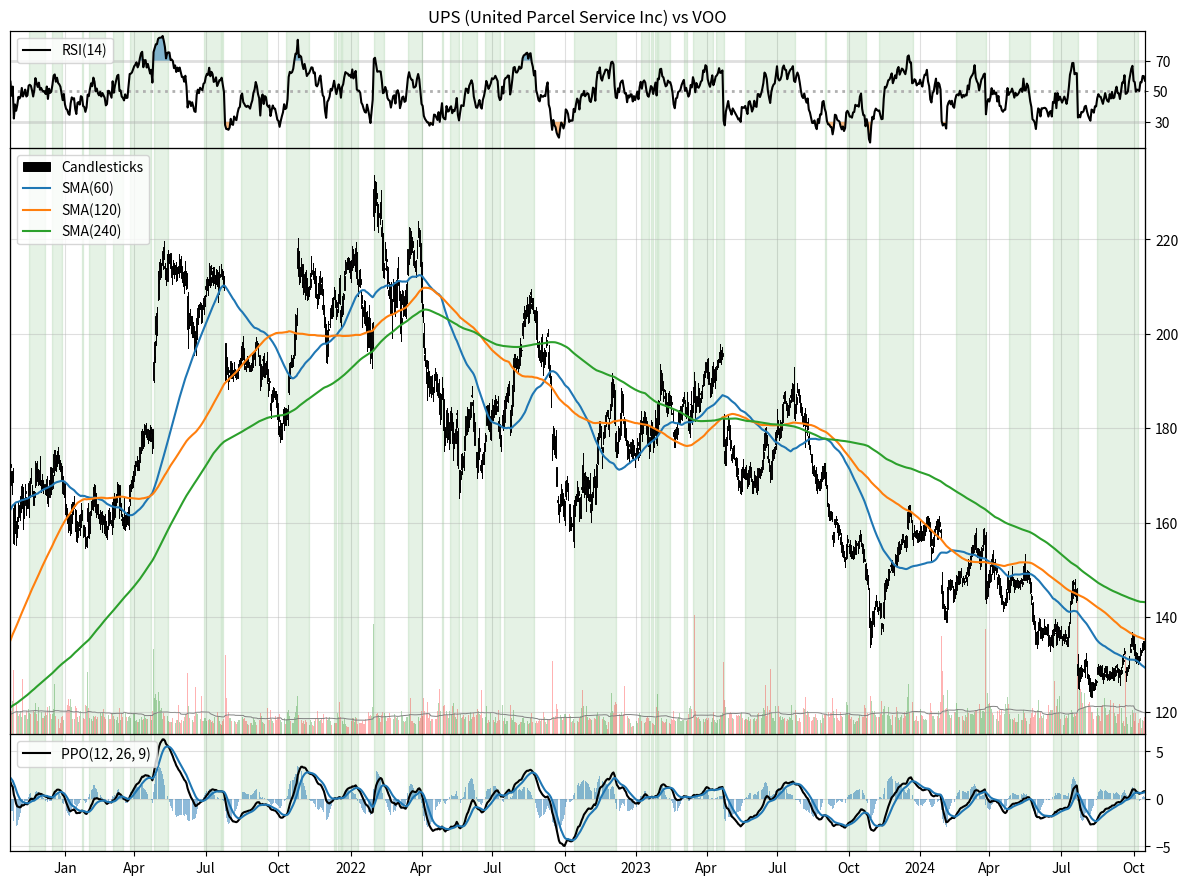 UPS (United Parcel Service Inc) vs VOO
RSI(14)
70
50
30
Candlesticks
SMA(60)
SMA(120)
SMA(240)
220
200
180
160
140
120
PPO(12, 26, 9)
5
0
−5
Jan Apr Jul Oct 2022 Apr Jul Oct 2023 Apr Jul Oct 2024 Apr Jul Oct